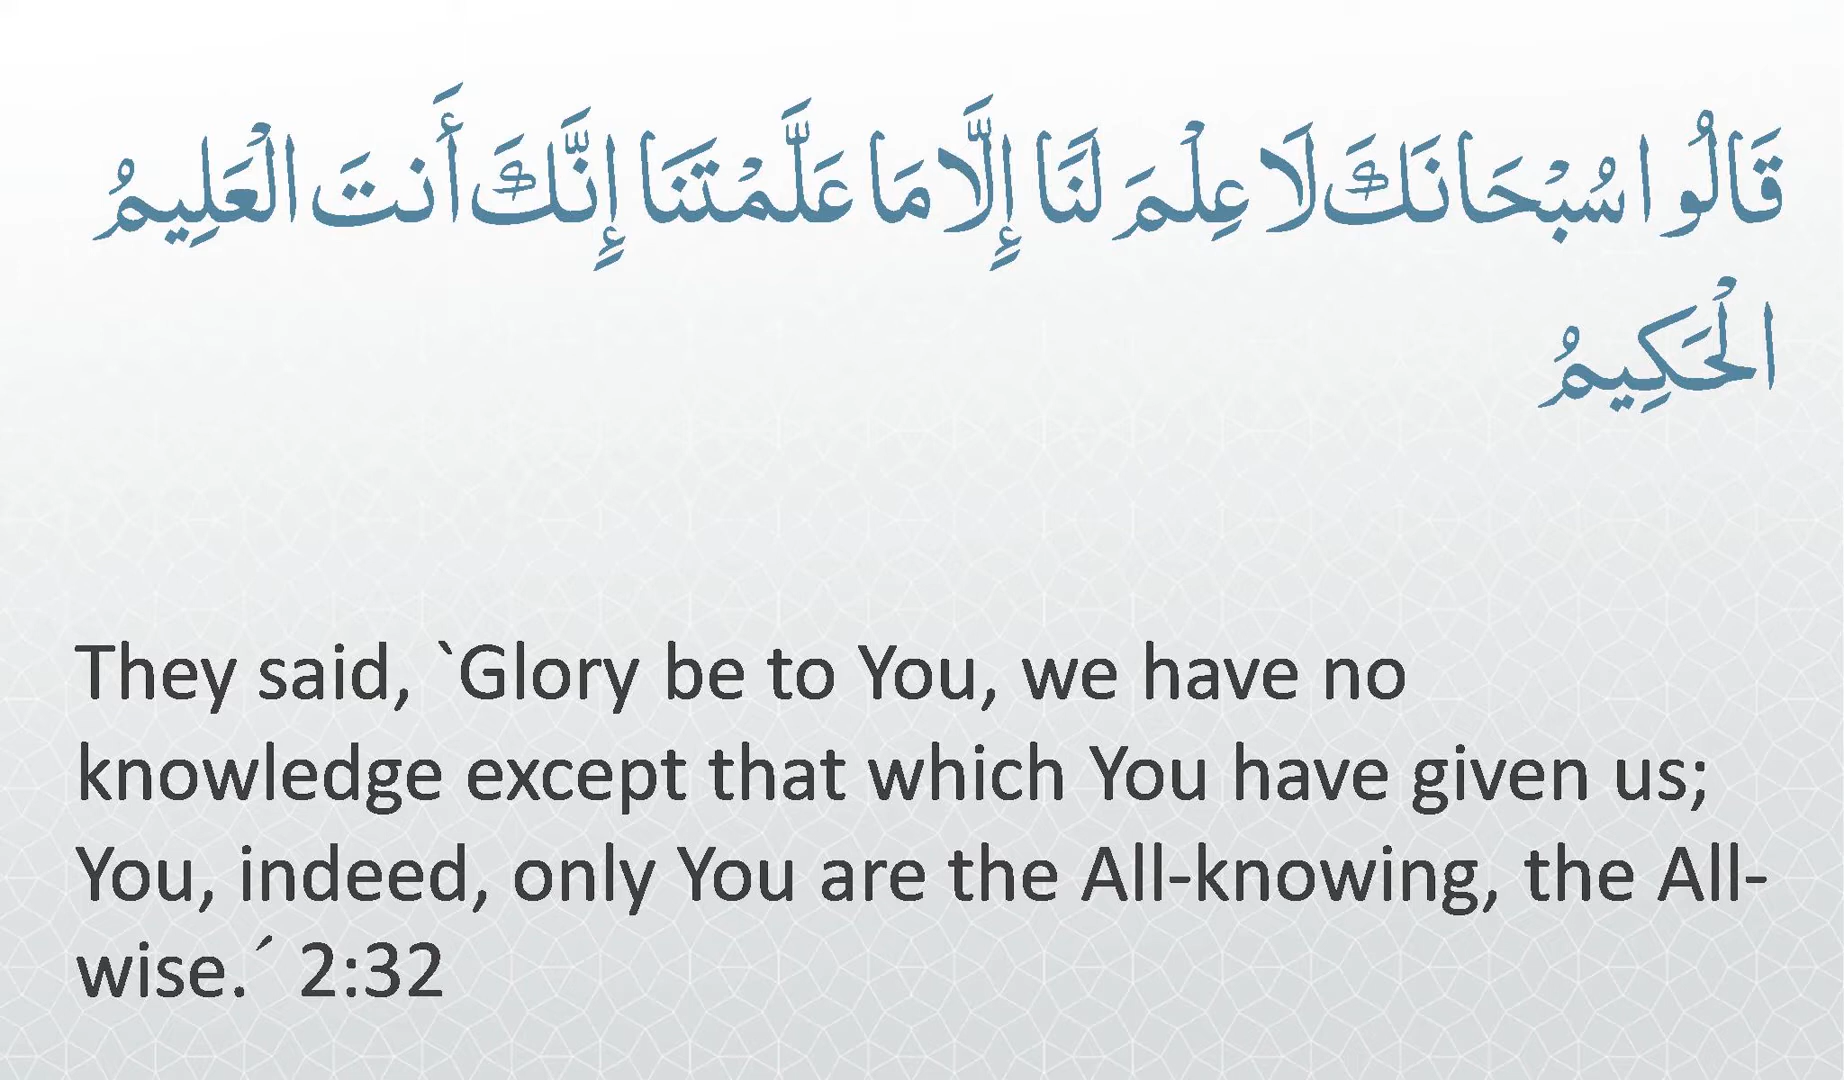 قَالُوا سُبْحَانَكَ لَا عِلْمَ لَنَا إِلَّا مَا عَلَّمْتَنَا إِنَّكَ أَنتَ الْعَلِيمُ
الْحَكِيمُ
They said, `Glory be to You, we have no
knowledge except that which You have given us;
You, indeed, only You are the All-knowing, the All-
wise.´ 2:32